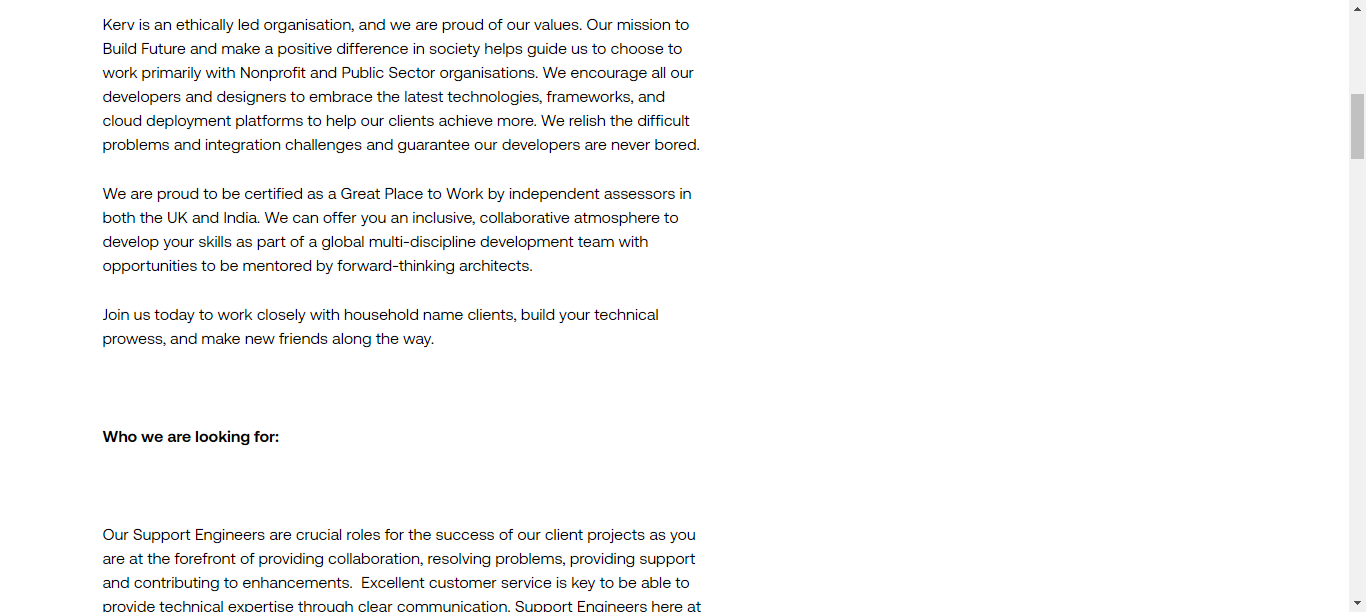 Kerv is an ethically led organisation, and we are proud of our values. Our mission to
Build Future and make a positive difference in society helps guide us to choose to
work primarily with Nonprofit and Public Sector organisations. We encourage all our
developers and designers to embrace the latest technologies, frameworks, and
cloud deployment platforms to help our clients achieve more. We relish the difficult
problems and integration challenges and guarantee our developers are never bored.
We are proud to be certified as a Great Place to Work by independent assessors in
both the UK and India. We can offer you an inclusive, collaborative atmosphere to
develop your skills as part of a global multi-discipline development team with
opportunities to be mentored by forward-thinking architects.
Join us today to work closely with household name clients, build your technical
prowess, and make new friends along the way.
Who we are looking for:
Our Support Engineers are crucial roles for the success of our client projects as you
are at the forefront of providing collaboration, resolving problems, providing support
and contributing to enhancements.  Excellent customer service is key to be able to
provide technical expertise through clear communication. Support Engineers here at